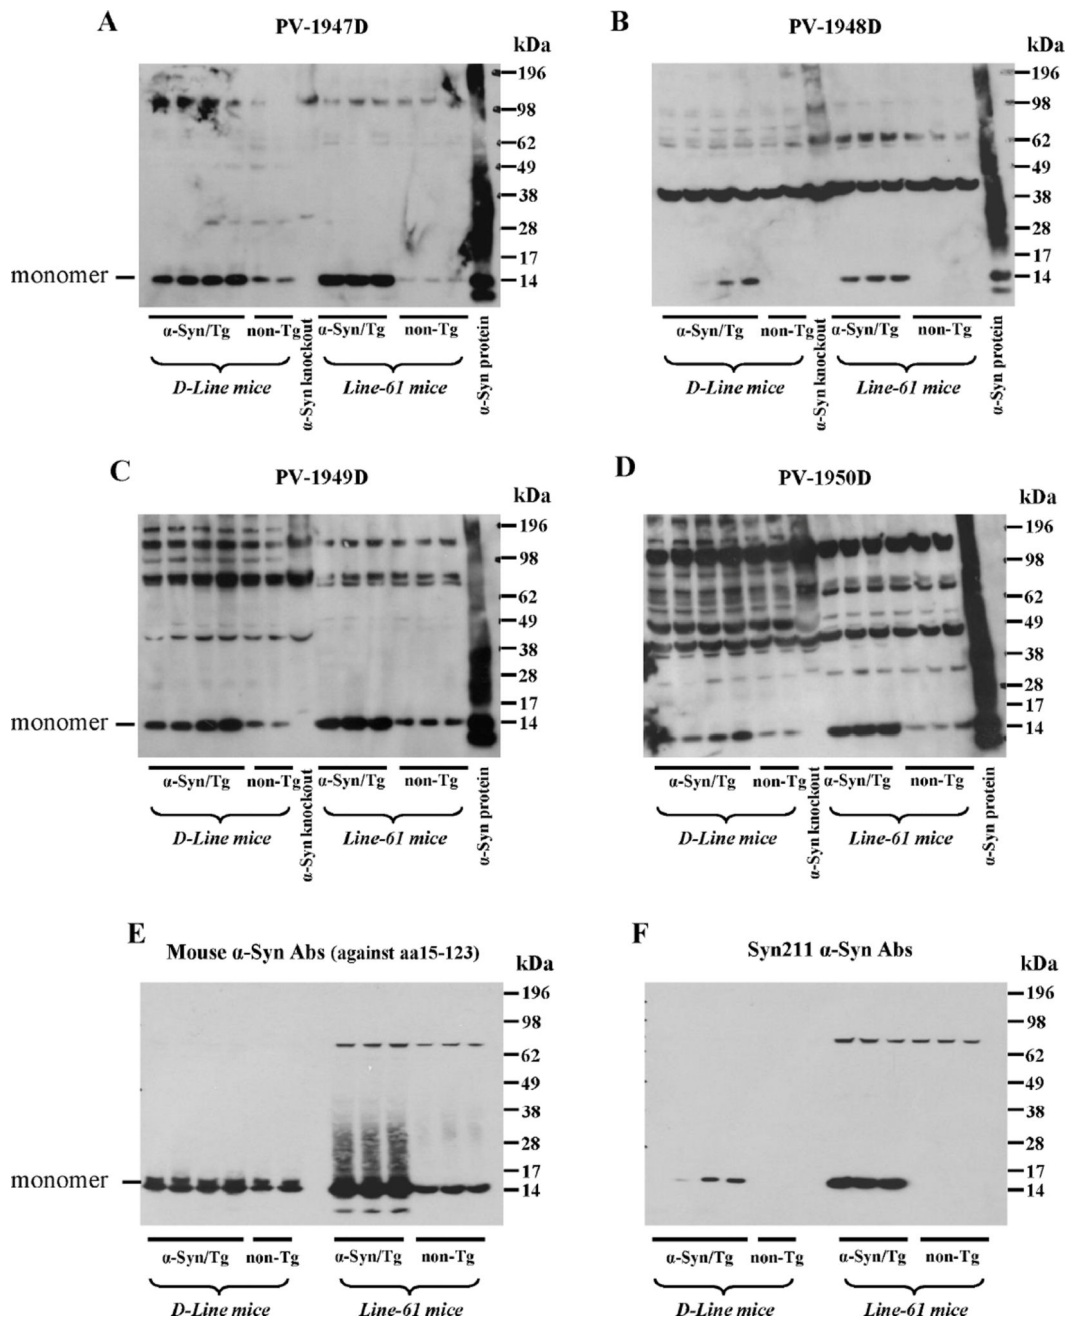 A
PV-1947D
kDa
196
98
62
49
38
28
17
14
monomer
α-Syn/Tg
non-Tg
α-Syn knockout
α-Syn/Tg
non-Tg
α-Syn protein
D-Line mice
Line-61 mice
B
PV-1948D
kDa
196
98
62
49
38
28
17
14
α-Syn/Tg
non-Tg
α-Syn knockout
α-Syn/Tg
non-Tg
α-Syn protein
D-Line mice
Line-61 mice
C
PV-1949D
kDa
196
98
62
49
38
28
17
14
monomer
α-Syn/Tg
non-Tg
α-Syn knockout
α-Syn/Tg
non-Tg
α-Syn protein
D-Line mice
Line-61 mice
D
PV-1950D
kDa
196
98
62
49
38
28
17
14
α-Syn/Tg
non-Tg
α-Syn knockout
α-Syn/Tg
non-Tg
α-Syn protein
D-Line mice
Line-61 mice
E
Mouse α-Syn Abs (against aa15-123)
kDa
196
98
62
49
38
28
17
14
monomer
α-Syn/Tg
non-Tg
α-Syn/Tg
non-Tg
D-Line mice
Line-61 mice
F
Syn211 α-Syn Abs
kDa
196
98
62
49
38
28
17
14
α-Syn/Tg
non-Tg
α-Syn/Tg
non-Tg
D-Line mice
Line-61 mice